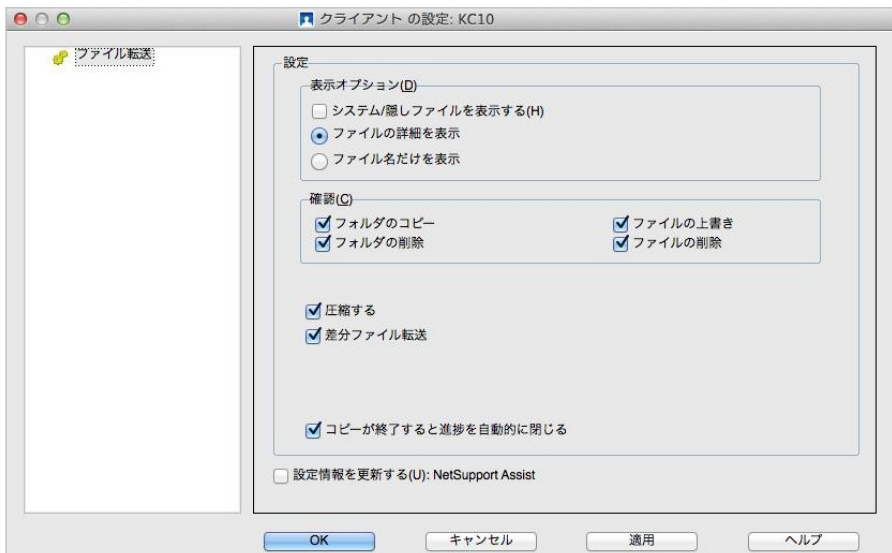 クライアント の設定: KC10
ファイル転送
設定
表示オプション(D)
システム/隠しファイルを表示する(H)
ファイルの詳細を表示
ファイル名だけを表示
確認(C)
フォルダのコピー ファイルの上書き
フォルダの削除 ファイルの削除
圧縮する
差分ファイル転送
コピーが終了すると進捗を自動的に閉じる
設定情報を更新する(U): NetSupport Assist
OK キャンセル 適用 ヘルプ